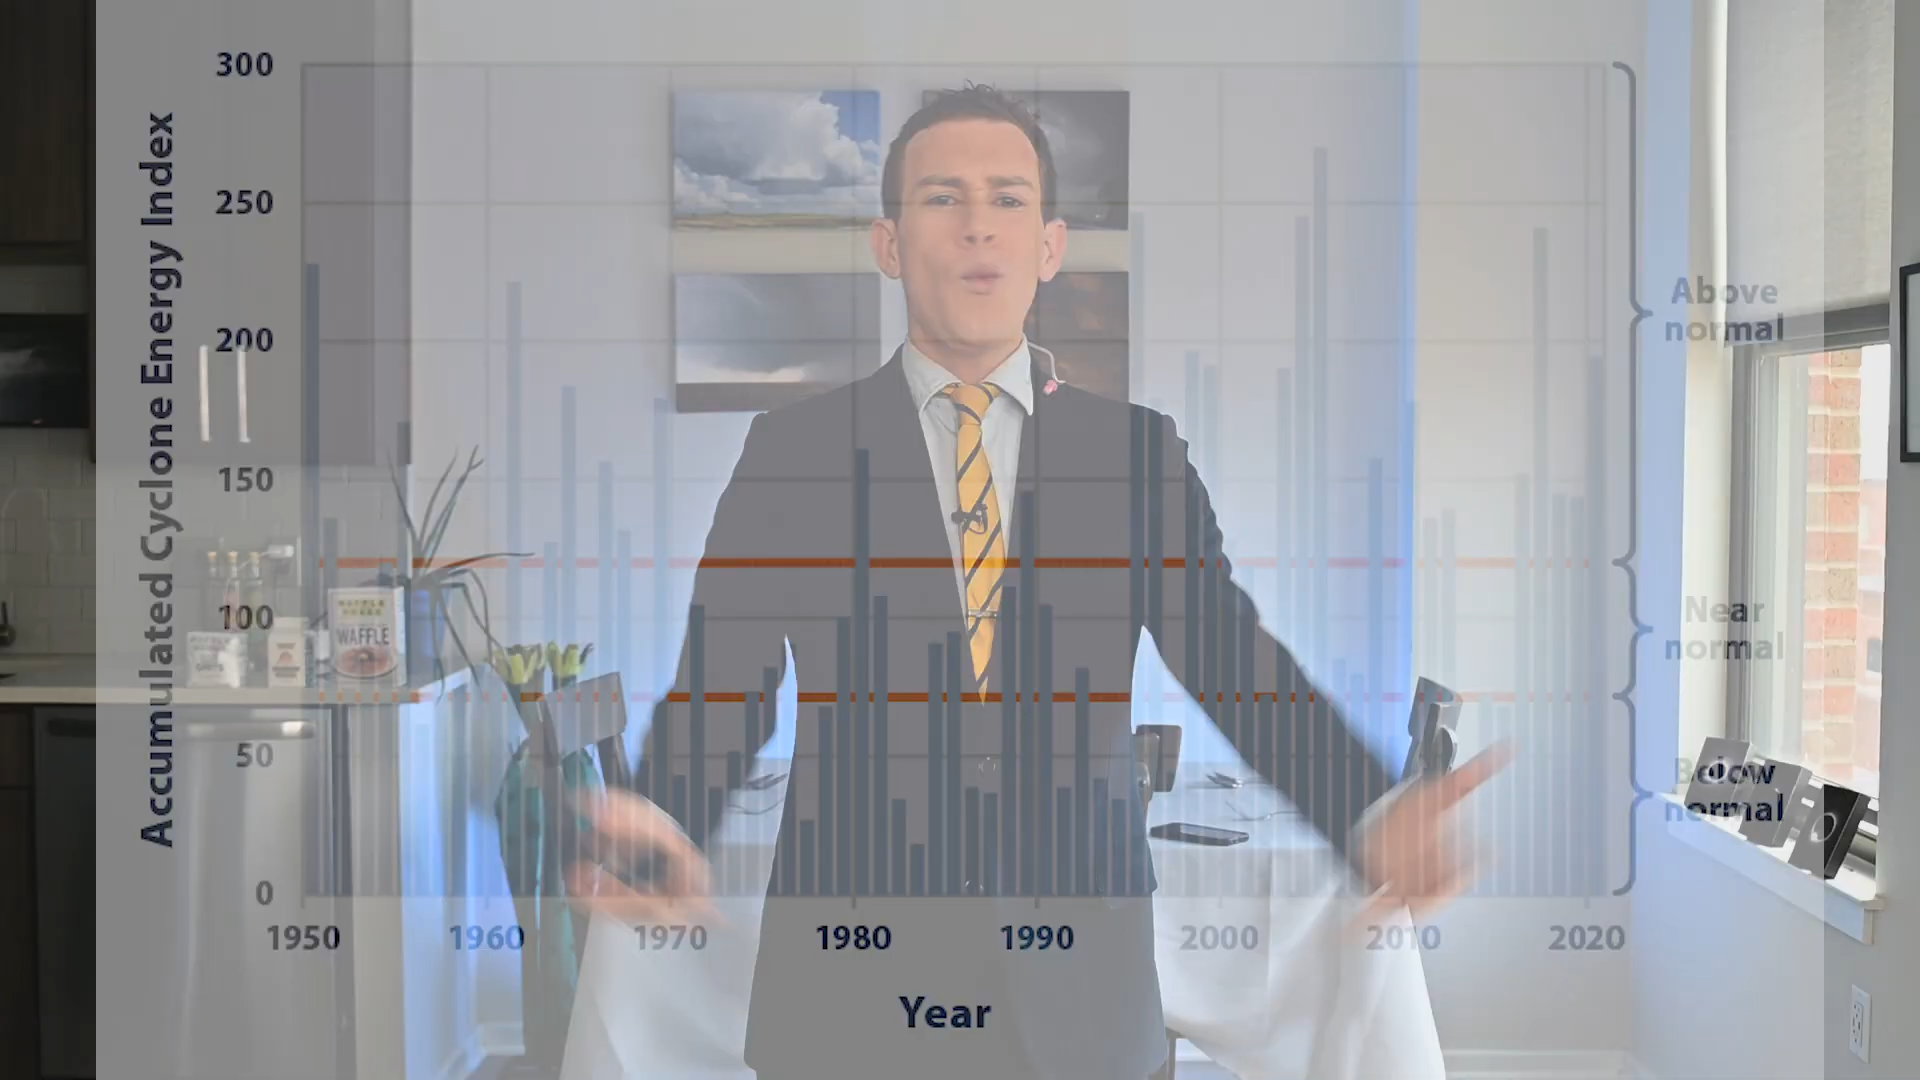 Accumulated Cyclone Energy Index
300
250
200
150
100
50
0
1950 1960 1970 1980 1990 2000 2010 2020
Year
Above
normal
Near
normal
Below
normal
WAFFLE